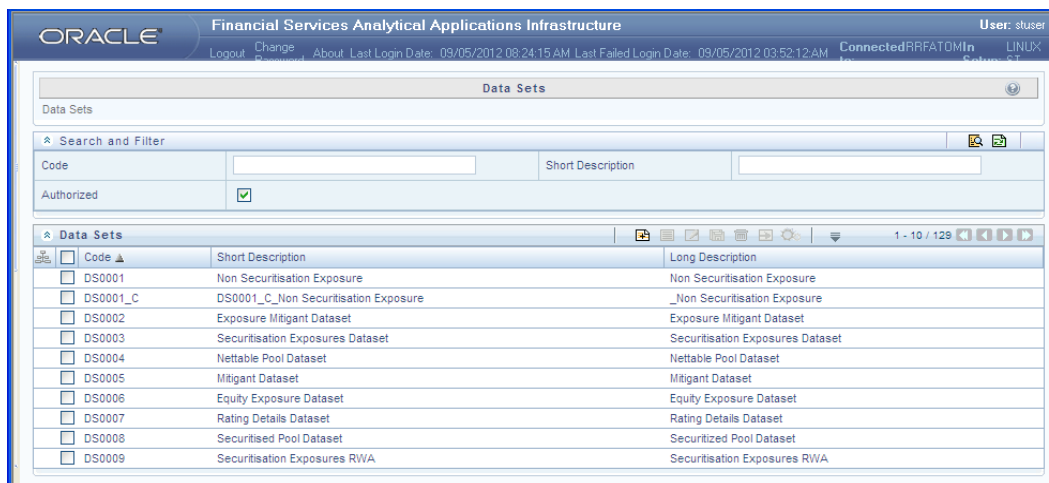 ORACLE®
Financial Services Analytical Applications Infrastructure
User: stuser
Logout Change About Last Login Date: 09/05/2012 08:24:15 AM Last Failed Login Date: 09/05/2012 03:52:12:AM Connected RRFATOM In LINUX
Data Sets
Data Sets
Search and Filter
Code
Short Description
Authorized
Data Sets
1 - 10 / 129
Code Short Description Long Description
DS0001 Non Securitisation Exposure Non Securitisation Exposure
DS0001_C DS0001_C_Non Securitisation Exposure _Non Securitisation Exposure
DS0002 Exposure Mitigant Dataset Exposure Mitigant Dataset
DS0003 Securitisation Exposures Dataset Securitisation Exposures Dataset
DS0004 Nettable Pool Dataset Nettable Pool Dataset
DS0005 Mitigant Dataset Mitigant Dataset
DS0006 Equity Exposure Dataset Equity Exposure Dataset
DS0007 Rating Details Dataset Rating Details Dataset
DS0008 Securitised Pool Dataset Securitized Pool Dataset
DS0009 Securitisation Exposures RWA Securitisation Exposures RWA